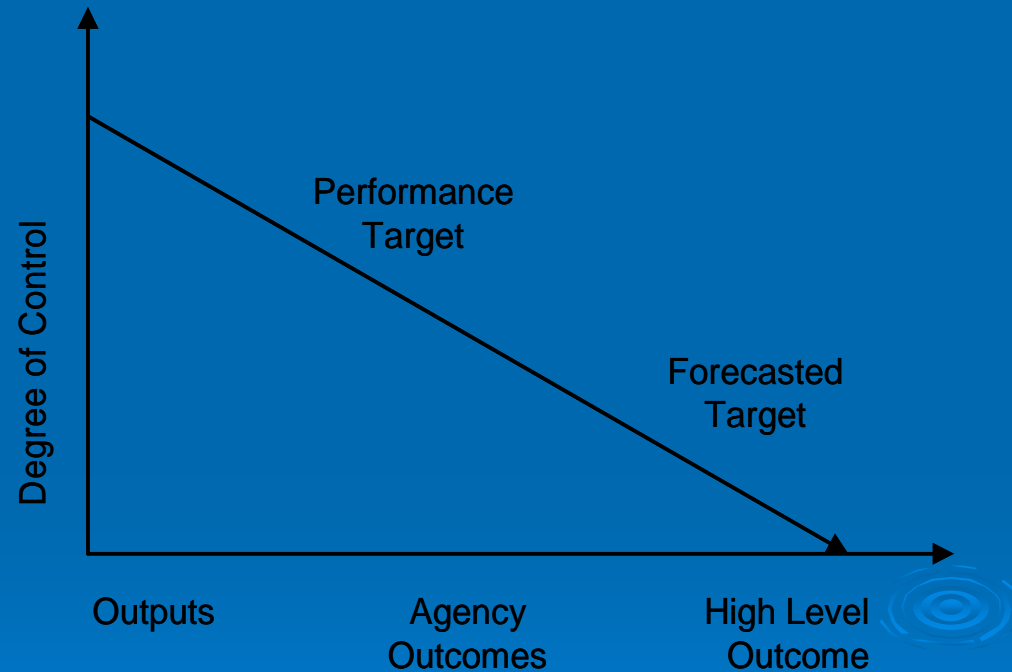 Performance
Target
Degree of Control
Forecasted
Target
Outputs
Agency
Outcomes
High Level
Outcome